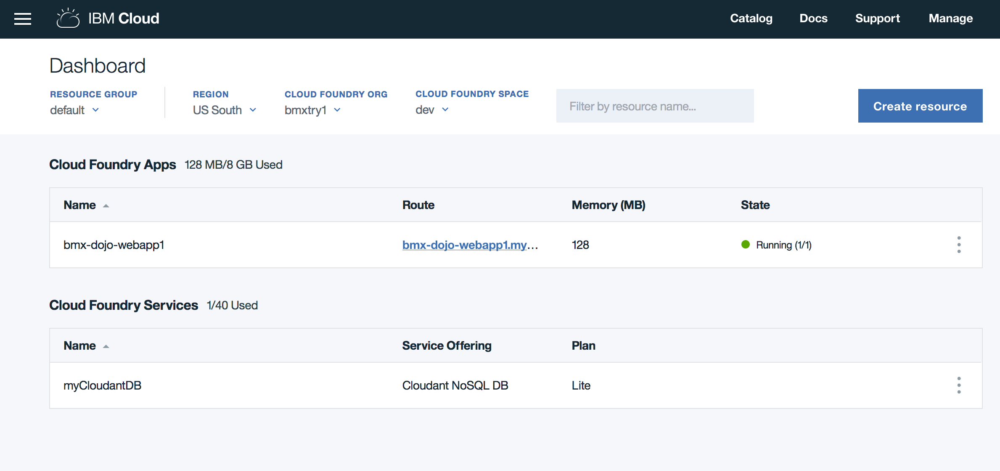 IBM Cloud
Catalog Docs Support Manage
Dashboard
RESOURCE GROUP REGION CLOUD FOUNDRY ORG CLOUD FOUNDRY SPACE
default US South bmxtry1 dev
Filter by resource name...
Create resource
Cloud Foundry Apps 128 MB/8 GB Used
Name Route Memory (MB) State
bmx-dojo-webapp1 bmx-dojo-webapp1.my... 128 Running (1/1)
Cloud Foundry Services 1/40 Used
Name Service Offering Plan
myCloudantDB Cloudant NoSQL DB Lite